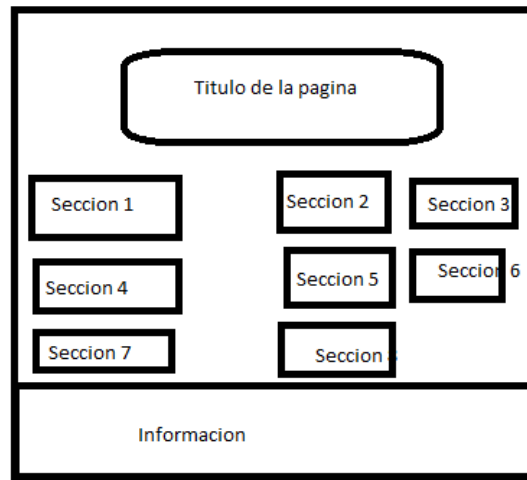 Titulo de la pagina
Seccion 1
Seccion 2
Seccion 3
Seccion 4
Seccion 5
Seccion 6
Seccion 7
Seccion 8
Informacion